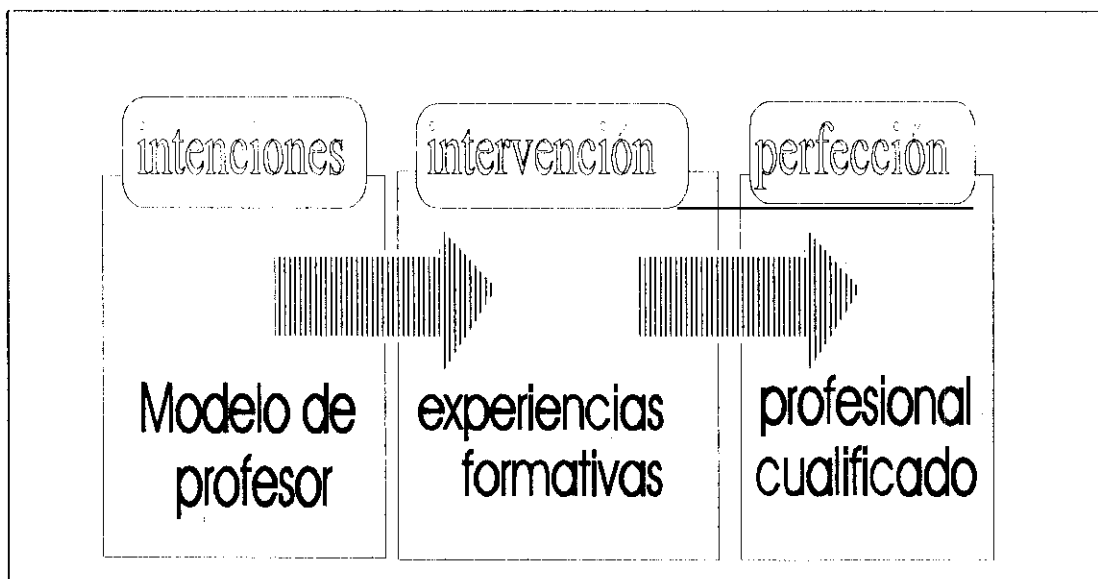 intenciones
intervención
perfección
Modelo de
profesor
experiencias
formativas
profesional
cualificado